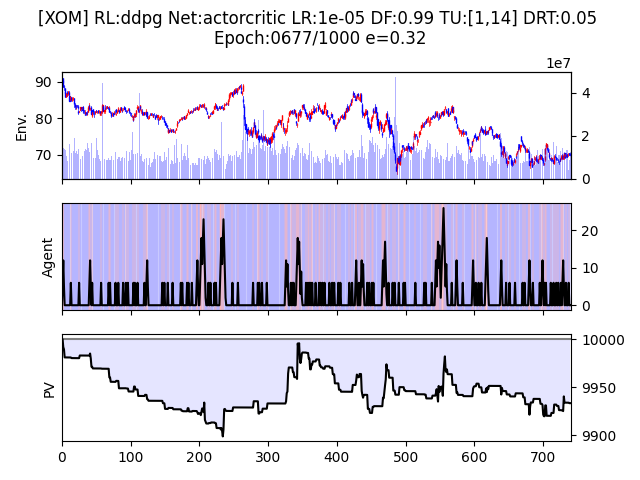 [XOM] RL:ddpg Net:actorcritic LR:1e-05 DF:0.99 TU:[1,14] DRT:0.05
Epoch:0677/1000 e=0.32
1e7
Env.
90
80
70
4
2
0
Agent
20
10
0
PV
10000
9950
9900
0 100 200 300 400 500 600 700